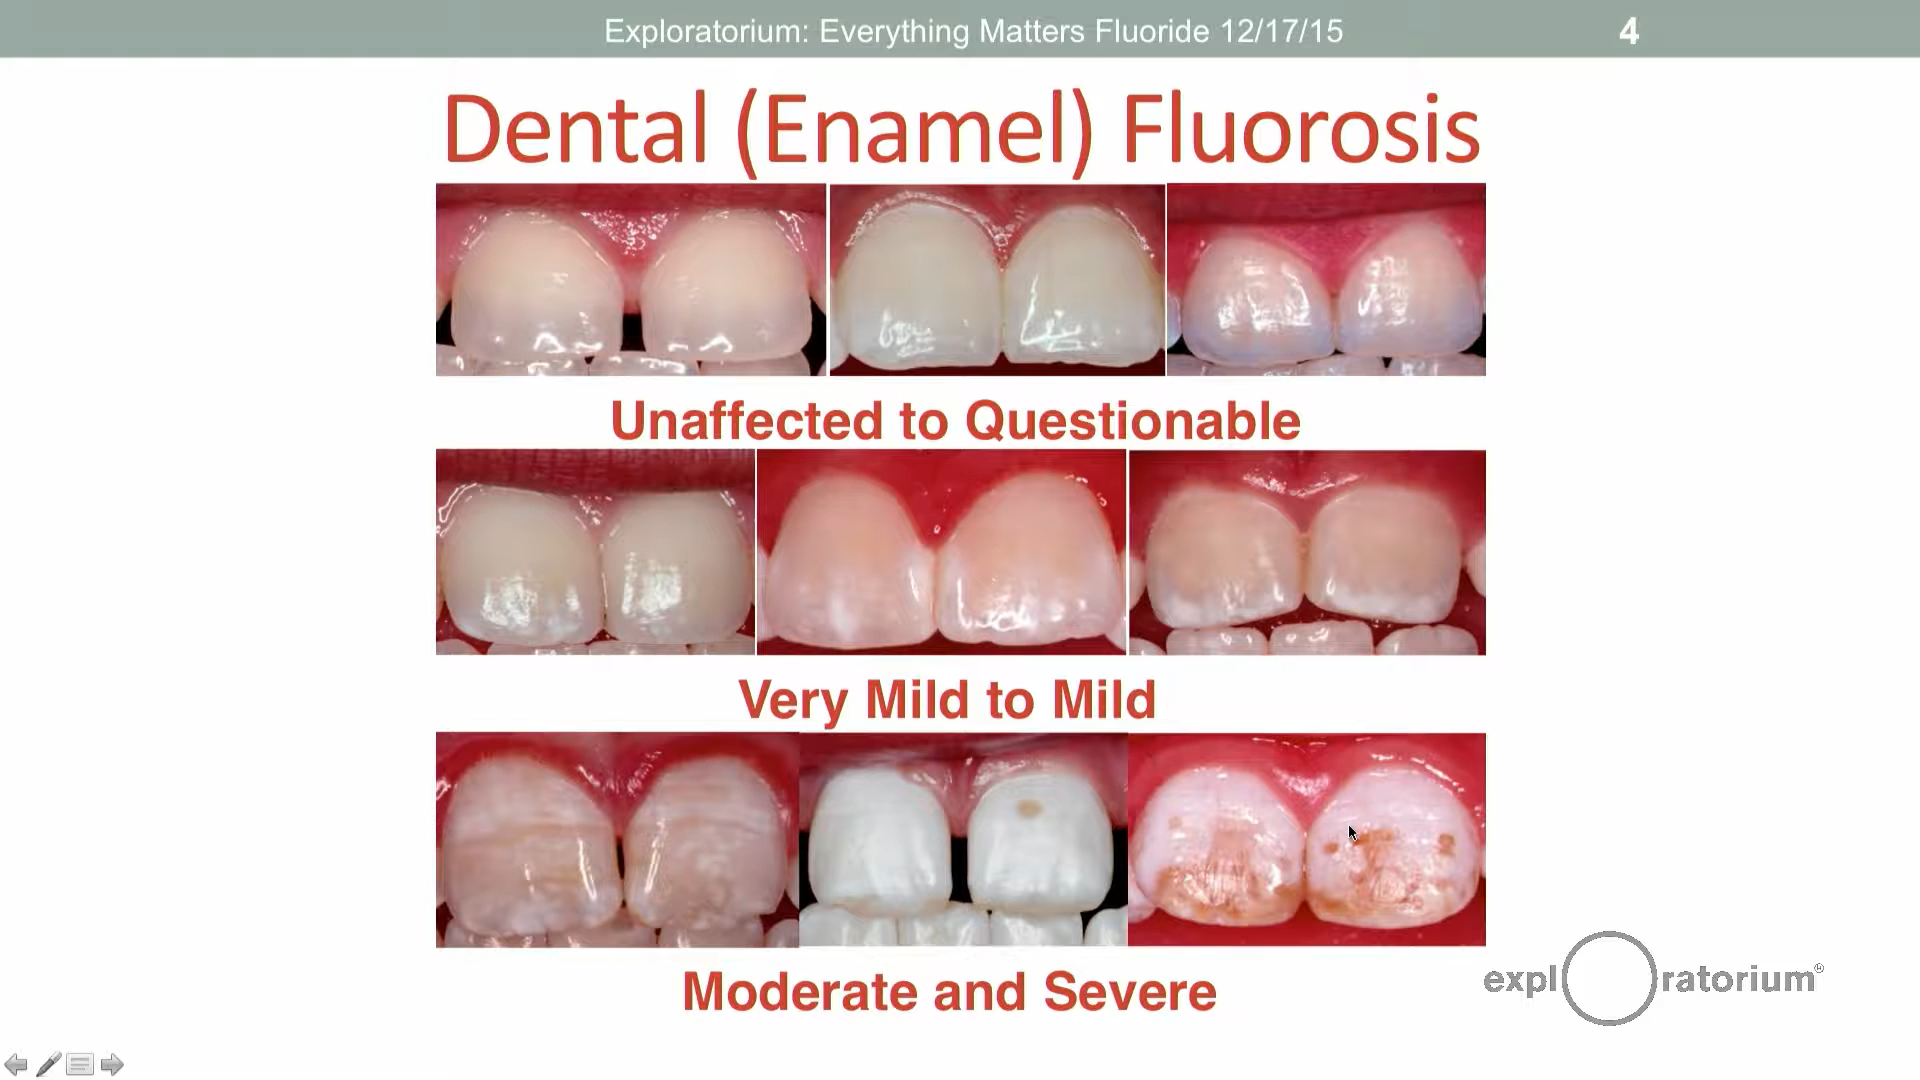 Exploratorium: Everything Matters Fluoride 12/17/15
4
Dental (Enamel) Fluorosis
Unaffected to Questionable
Very Mild to Mild
Moderate and Severe
explOratorium®